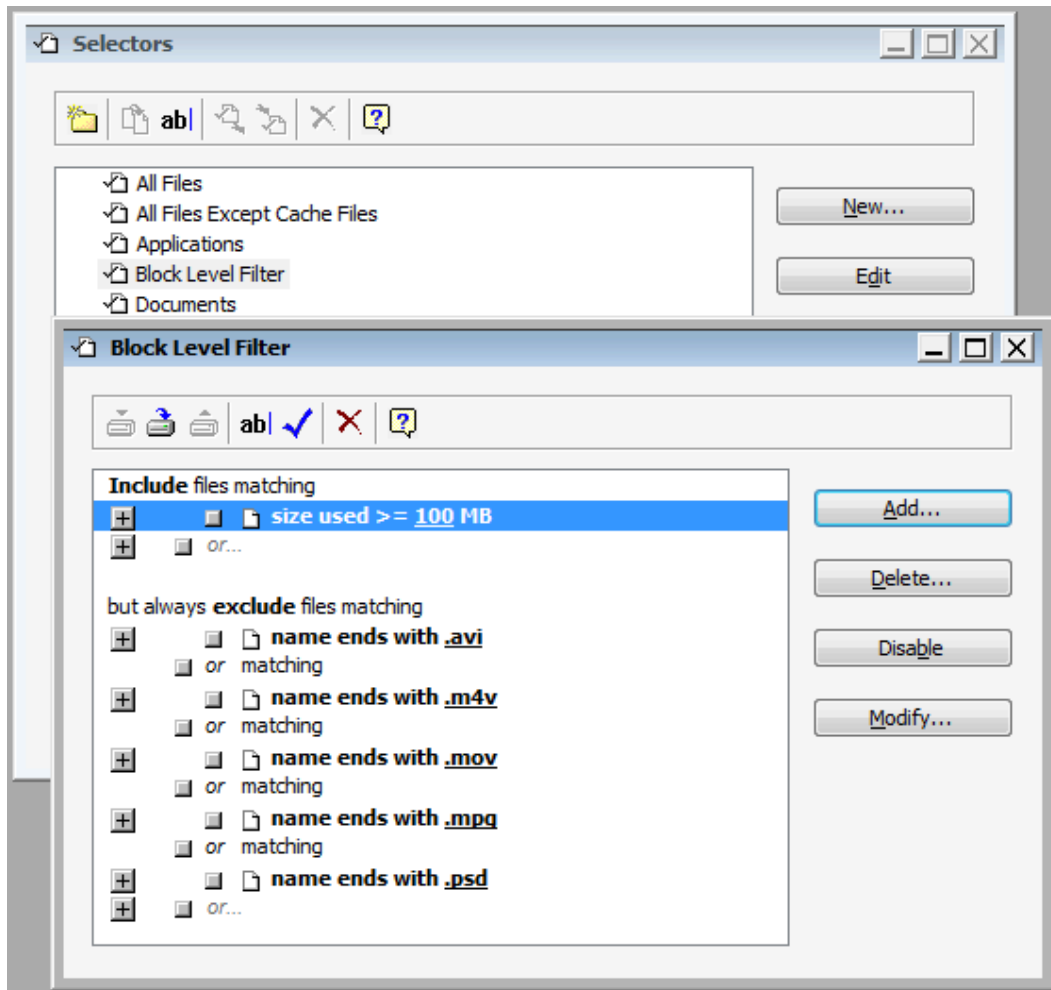 Selectors
ab|
All Files
All Files Except Cache Files
Applications
Block Level Filter
Documents
New...
Edit
Block Level Filter
ab|
Include files matching
size used >= 100 MB
or...
but always exclude files matching
name ends with .avi
or matching
name ends with .m4v
or matching
name ends with .mov
or matching
name ends with .mpg
or matching
name ends with .psd
or...
Add...
Delete...
Disable
Modify...